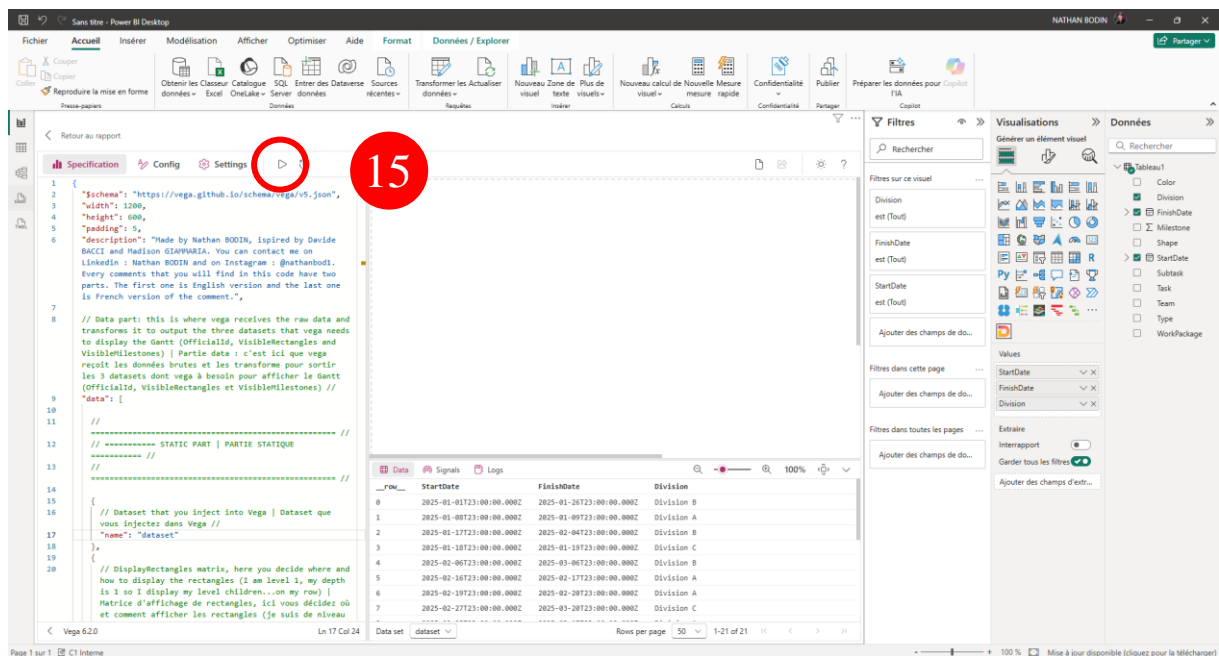 Sans titre - Power BI Desktop
NATHAN BODIN
Fichier Accueil Insérer Modélisation Afficher Optimiser Aide Format Données / Explorer
Partager
Coller
Couper
Copier
Reproduire la mise en forme
Presse-papiers
Obtenir les données
Classeur Excel
Catalogue OneLake
SQL Server
Entrer des données
Dataverse
Sources récentes
Données
Transformer les données
Actualiser
Requêtes
Nouveau visuel
Zone de texte
Plus de visuels
Insérer
Nouveau calcul de visuel
Nouvelle mesure
Mesure rapide
Calculs
Confidentialité
Confidentialité
Publier
Partager
Préparer les données pour l'IA
Copilot
Copilot
Retour au rapport
Specification Config Settings
15
?
1 {
2 "$schema": "https://vega.github.io/schema/vega/v5.json",
3 "width": 1200,
4 "height": 600,
5 "padding": 5,
6 "description": "Made by Nathan BODIN, ispired by Davide
BACCI and Madison GIAMMARIA. You can contact me on
Linkedin : Nathan BODIN and on Instagram : @nathanbod1.
Every comments that you will find in this code have two
parts. The first one is English version and the last one
is French version of the comment.",
7
8 // Data part: this is where vega receives the raw data and
transforms it to output the three datasets that vega needs
to display the Gantt (OfficialId, VisibleRectangles and
VisibleMilestones) | Partie data : c'est ici que vega
reçoit les données brutes et les transforme pour sortir
les 3 datasets dont vega à besoin pour afficher le Gantt
(OfficialId, VisibleRectangles et VisibleMilestones) //
9 "data": [
10
11 //
================================================== //
12 // =========== STATIC PART | PARTIE STATIQUE
=========== //
13 //
================================================== //
14
15 {
16 // Dataset that you inject into Vega | Dataset que
vous injectez dans Vega //
17 "name": "dataset"
18 },
19 {
20 // DisplayRectangles matrix, here you decide where and
how to display the rectangles (I am level 1, my depth
is 1 so I display my level children...on my row) |
Matrice d'affichage de rectangles, ici vous décidez où
et comment afficher les rectangles (je suis de niveau
Vega 6.2.0 Ln 17 Col 24
Data Signals Logs 100%
__row__ StartDate FinishDate Division
0 2025-01-01T23:00:00.000Z 2025-01-26T23:00:00.000Z Division B
1 2025-01-08T23:00:00.000Z 2025-01-09T23:00:00.000Z Division A
2 2025-01-17T23:00:00.000Z 2025-02-04T23:00:00.000Z Division B
3 2025-01-18T23:00:00.000Z 2025-01-19T23:00:00.000Z Division C
4 2025-02-06T23:00:00.000Z 2025-03-06T23:00:00.000Z Division B
5 2025-02-16T23:00:00.000Z 2025-02-17T23:00:00.000Z Division A
6 2025-02-19T23:00:00.000Z 2025-02-20T23:00:00.000Z Division A
7 2025-02-27T23:00:00.000Z 2025-03-20T23:00:00.000Z Division C
Data set dataset Rows per page 50 1-21 of 21
Filtres
Rechercher
Filtres sur ce visuel ...
Division
est (Tout)
FinishDate
est (Tout)
StartDate
est (Tout)
Ajouter des champs de do...
Filtres dans cette page ...
Ajouter des champs de do...
Filtres dans toutes les pages ...
Ajouter des champs de do...
Visualisations
Générer un élément visuel
R
Py
Values
StartDate
FinishDate
Division
Extraire
Interrapport
Garder tous les filtres
Ajouter des champs d'extr...
Données
Rechercher
Tableau1
Color
Division
FinishDate
Milestone
Shape
StartDate
Subtask
Task
Team
Type
WorkPackage
Page 1 sur 1 C1 Interne
100 % Mise à jour disponible (cliquez pour la télécharger)